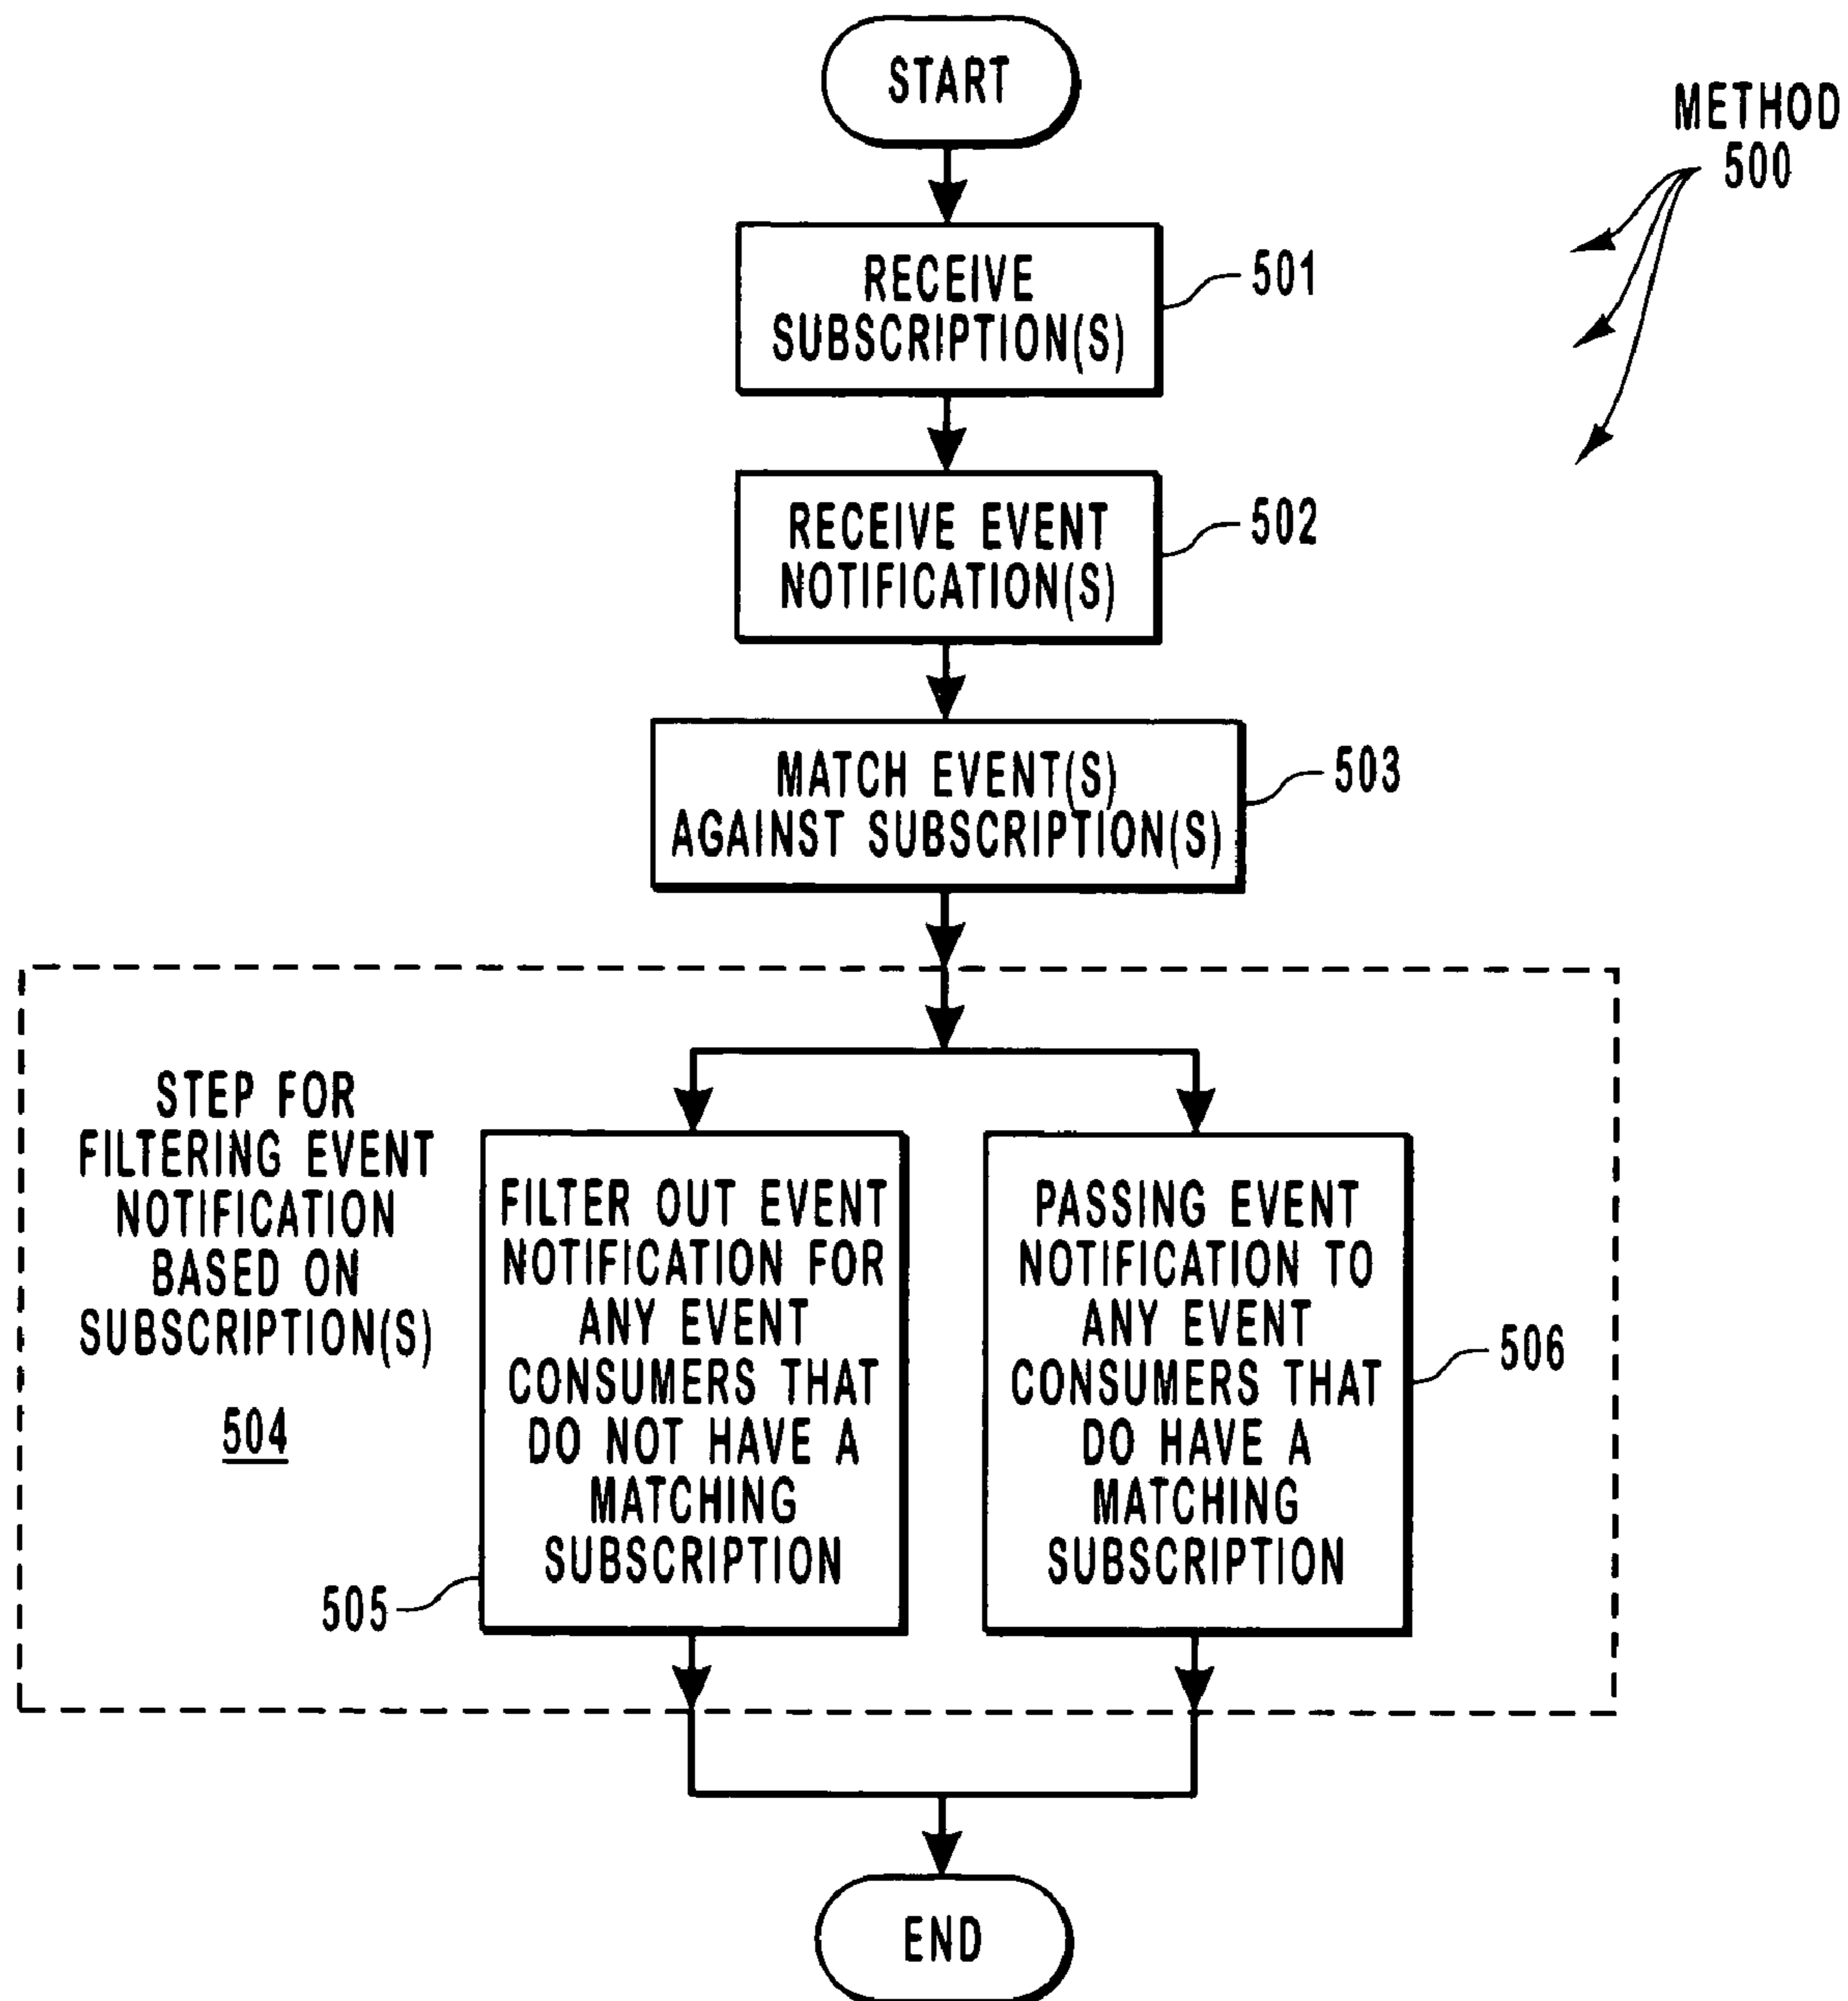 START
METHOD
500
RECEIVE
SUBSCRIPTION(S)
501
RECEIVE EVENT
NOTIFICATION(S)
502
MATCH EVENT(S)
AGAINST SUBSCRIPTION(S)
503
STEP FOR
FILTERING EVENT
NOTIFICATION
BASED ON
SUBSCRIPTION(S)
504
FILTER OUT EVENT
NOTIFICATION FOR
ANY EVENT
CONSUMERS THAT
DO NOT HAVE A
MATCHING
SUBSCRIPTION
505
PASSING EVENT
NOTIFICATION TO
ANY EVENT
CONSUMERS THAT
DO HAVE A
MATCHING
SUBSCRIPTION
506
END